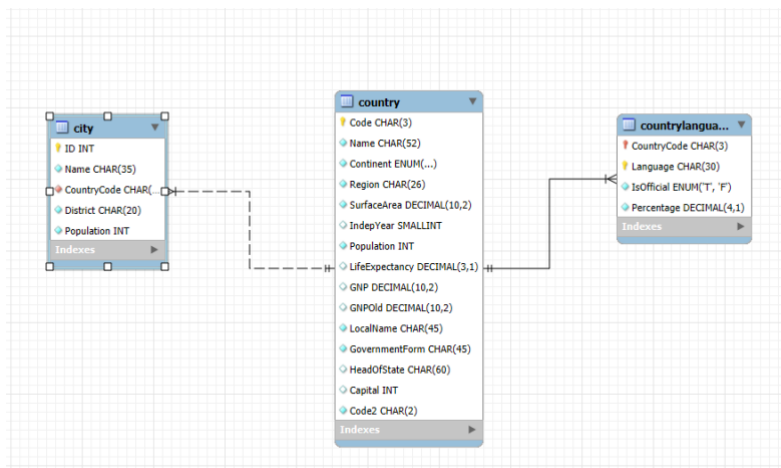 city
ID INT
Name CHAR(35)
CountryCode CHAR(...
District CHAR(20)
Population INT
Indexes
country
Code CHAR(3)
Name CHAR(52)
Continent ENUM(...)
Region CHAR(26)
SurfaceArea DECIMAL(10,2)
IndepYear SMALLINT
Population INT
LifeExpectancy DECIMAL(3,1)
GNP DECIMAL(10,2)
GNPOld DECIMAL(10,2)
LocalName CHAR(45)
GovernmentForm CHAR(45)
HeadOfState CHAR(60)
Capital INT
Code2 CHAR(2)
Indexes
countrylangua...
CountryCode CHAR(3)
Language CHAR(30)
IsOfficial ENUM('T', 'F')
Percentage DECIMAL(4,1)
Indexes